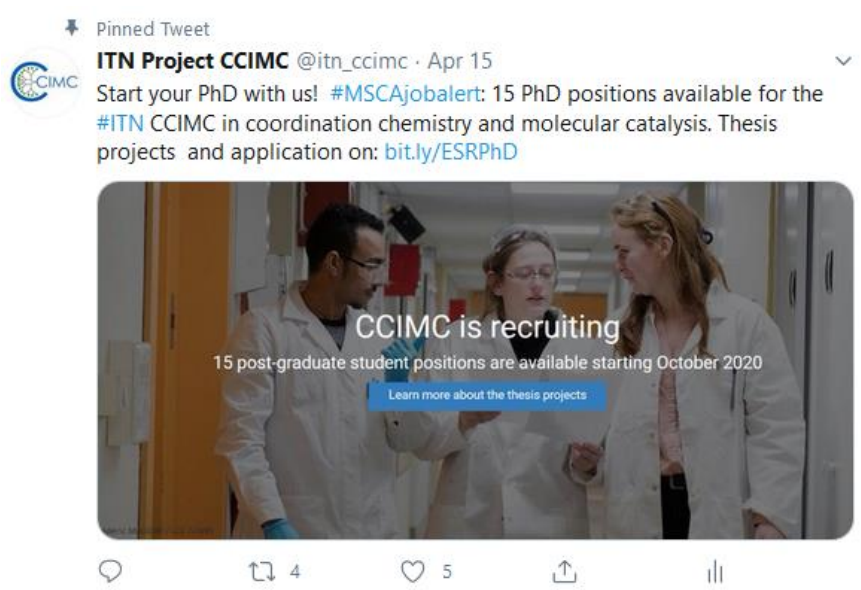 Pinned Tweet
ITN Project CCIMC @itn_ccimc · Apr 15
CCIMC
Start your PhD with us! #MSCAjobalert: 15 PhD positions available for the
#ITN CCIMC in coordination chemistry and molecular catalysis. Thesis
projects and application on: bit.ly/ESRPhD
CCIMC is recruiting
15 post-graduate student positions are available starting October 2020
Learn more about the thesis projects
4 5